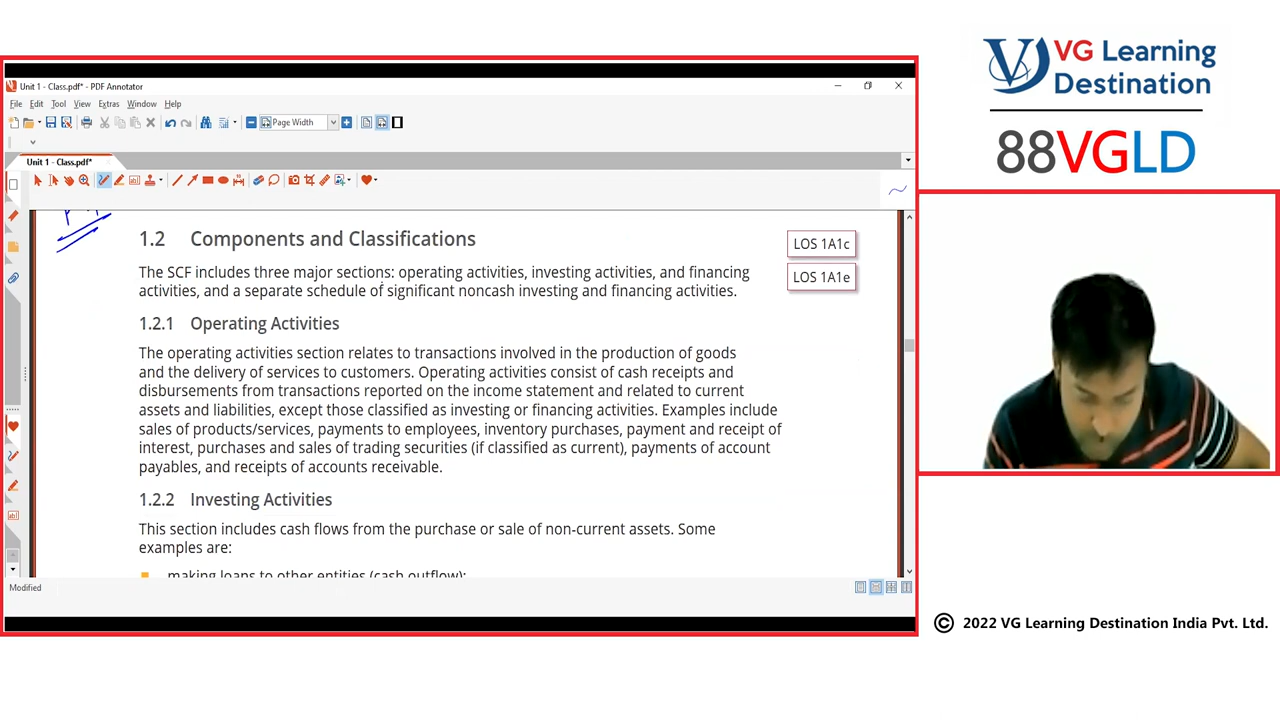 Unit 1 - Class.pdf* - PDF Annotator
File Edit Tool View Extras Window Help
Page Width
Unit 1 - Class.pdf*
1.2 Components and Classifications
LOS 1A1c
The SCF includes three major sections: operating activities, investing activities, and financing
activities, and a separate schedule of significant noncash investing and financing activities.
LOS 1A1e
1.2.1 Operating Activities
The operating activities section relates to transactions involved in the production of goods
and the delivery of services to customers. Operating activities consist of cash receipts and
disbursements from transactions reported on the income statement and related to current
assets and liabilities, except those classified as investing or financing activities. Examples include
sales of products/services, payments to employees, inventory purchases, payment and receipt of
interest, purchases and sales of trading securities (if classified as current), payments of account
payables, and receipts of accounts receivable.
1.2.2 Investing Activities
This section includes cash flows from the purchase or sale of non-current assets. Some
examples are:
making loans to other entities (cash outflow);
Modified
VG Learning
Destination
88VGLD
© 2022 VG Learning Destination India Pvt. Ltd.